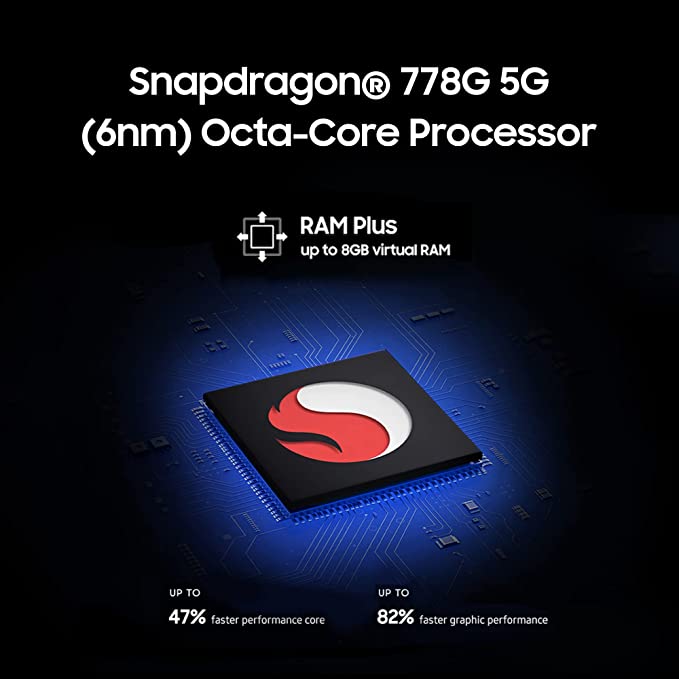 Snapdragon® 778G 5G
(6nm) Octa-Core Processor
RAM Plus
up to 8GB virtual RAM
UP TO
47% faster performance core
UP TO
82% faster graphic performance